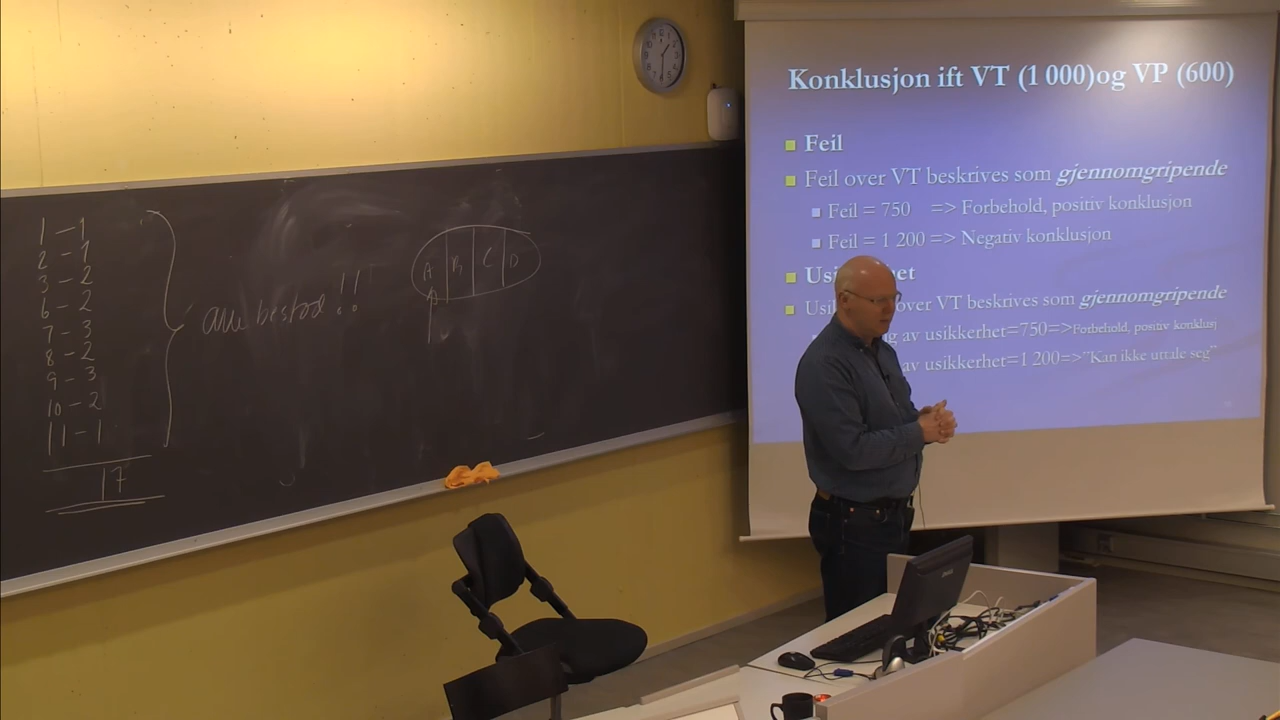 1 – 1
2 – 1
3 – 2
6 – 2
7 – 3
8 – 2
9 – 3
10 – 2
11 – 1
17
!!
A B C D
Konklusjon ift VT (1 000)og VP (600)
Feil
Feil over VT beskrives som gjennomgripende
Feil = 750 => Forbehold, positiv konklusjon
Feil = 1 200 => Negativ konklusjon
over VT beskrives som gjennomgripende
av usikkerhet=750=>Forbehold, positiv konklusj
av usikkerhet=1 200=>"Kan ikke uttale seg"